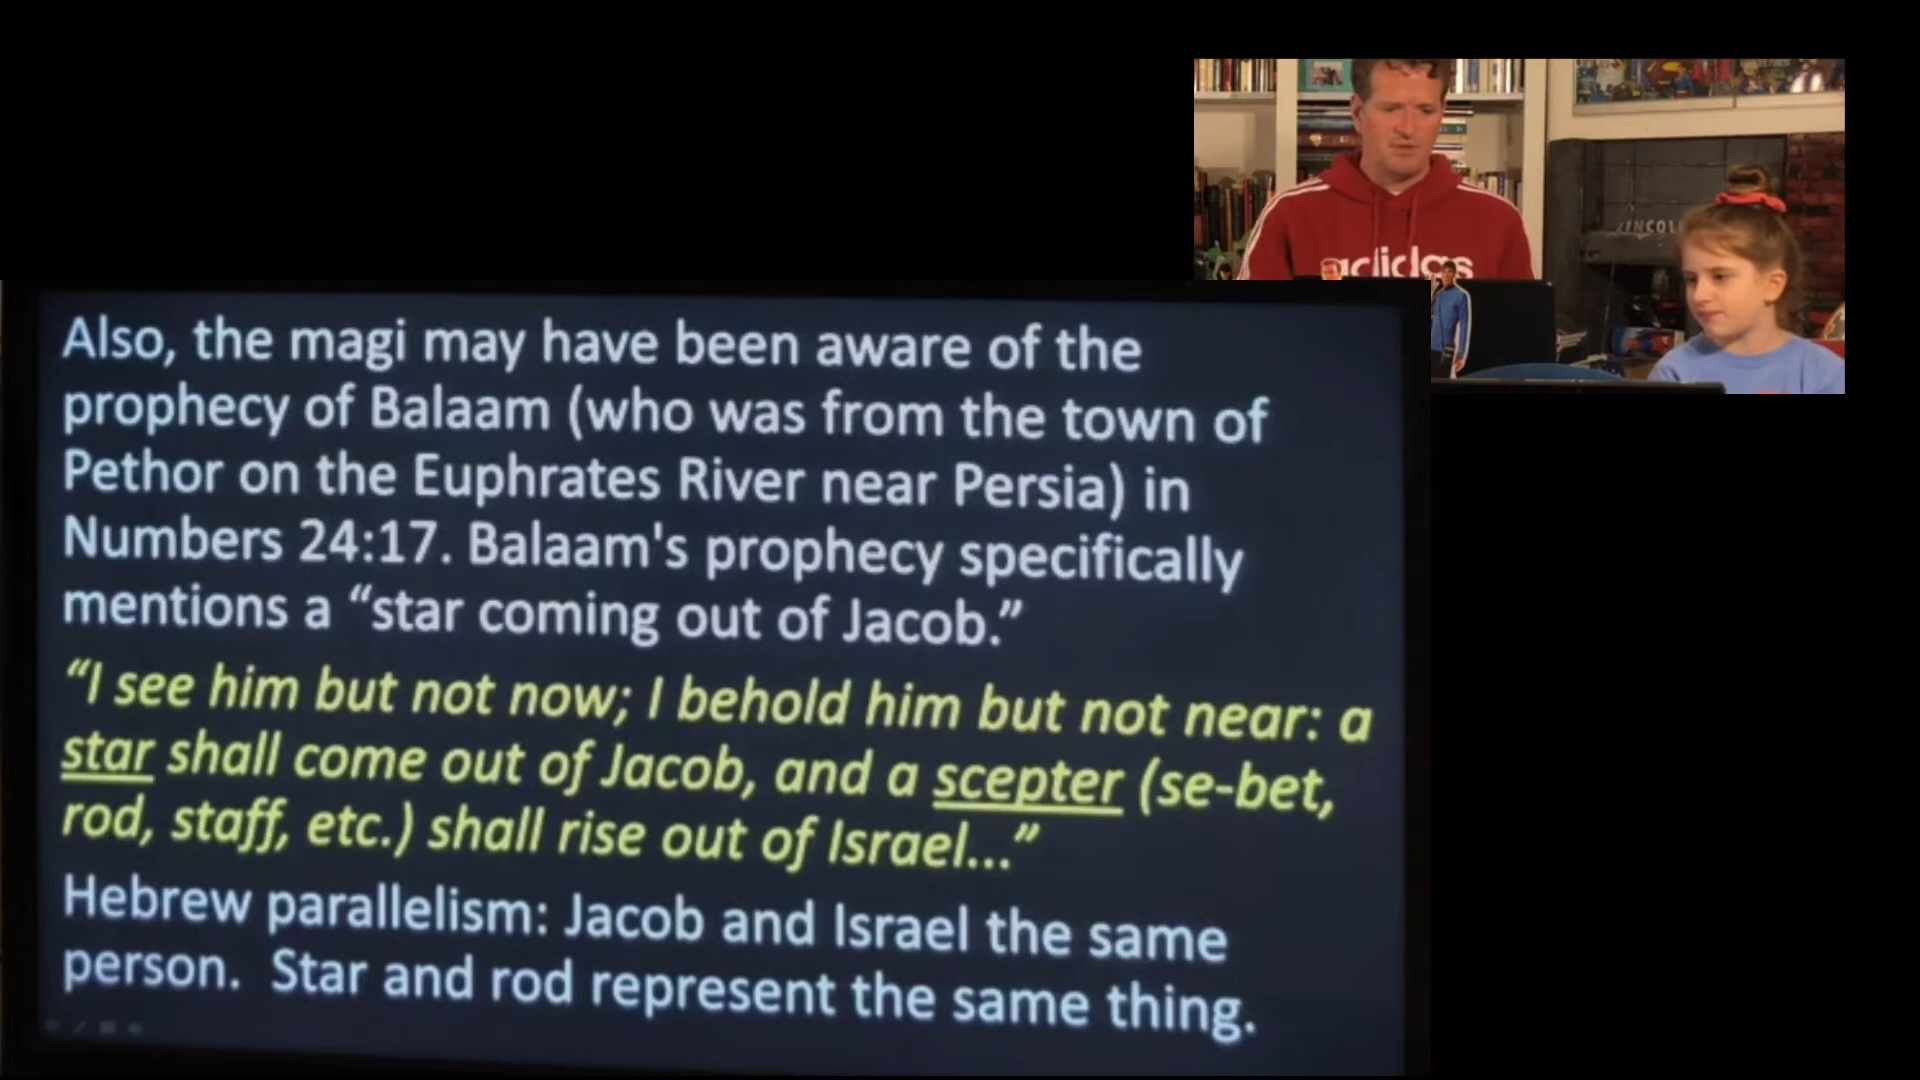 adidas
LINCOL
Also, the magi may have been aware of the
prophecy of Balaam (who was from the town of
Pethor on the Euphrates River near Persia) in
Numbers 24:17. Balaam's prophecy specifically
mentions a “star coming out of Jacob.”
“I see him but not now; I behold him but not near: a
star shall come out of Jacob, and a scepter (se-bet,
rod, staff, etc.) shall rise out of Israel...”
Hebrew parallelism: Jacob and Israel the same
person. Star and rod represent the same thing.